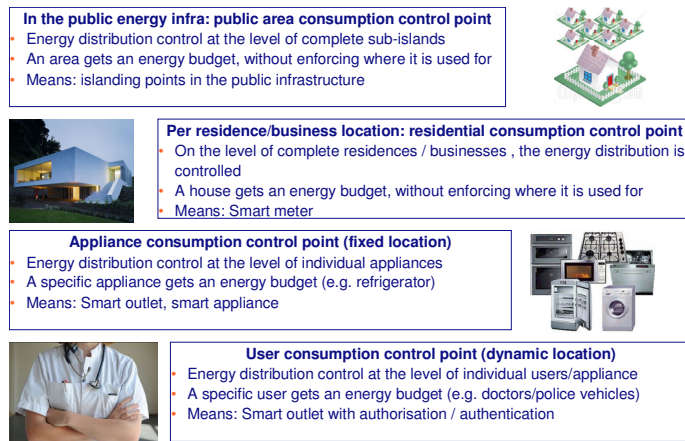 In the public energy infra: public area consumption control point
• Energy distribution control at the level of complete sub-islands
• An area gets an energy budget, without enforcing where it is used for
• Means: islanding points in the public infrastructure
Per residence/business location: residential consumption control point
• On the level of complete residences / businesses , the energy distribution is
controlled
• A house gets an energy budget, without enforcing where it is used for
• Means: Smart meter
Appliance consumption control point (fixed location)
• Energy distribution control at the level of individual appliances
• A specific appliance gets an energy budget (e.g. refrigerator)
• Means: Smart outlet, smart appliance
User consumption control point (dynamic location)
• Energy distribution control at the level of individual users/appliance
• A specific user gets an energy budget (e.g. doctors/police vehicles)
• Means: Smart outlet with authorisation / authentication